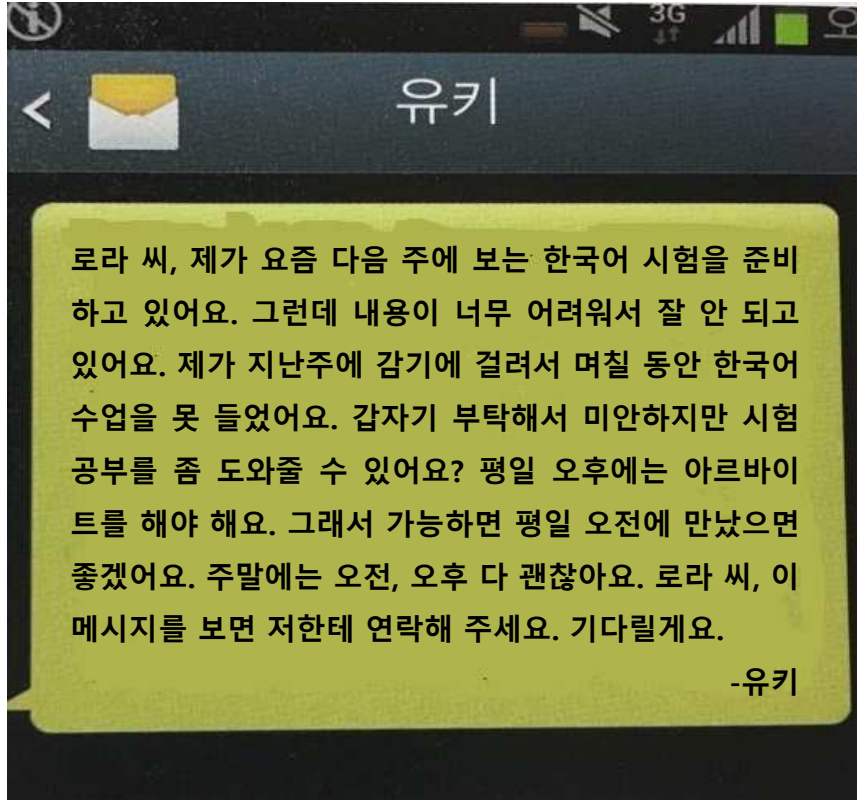 3G
유키
로라 씨, 제가 요즘 다음 주에 보는 한국어 시험을 준비
하고 있어요. 그런데 내용이 너무 어려워서 잘 안 되고
있어요. 제가 지난주에 감기에 걸려서 며칠 동안 한국어
수업을 못 들었어요. 갑자기 부탁해서 미안하지만 시험
공부를 좀 도와줄 수 있어요? 평일 오후에는 아르바이
트를 해야 해요. 그래서 가능하면 평일 오전에 만났으면
좋겠어요. 주말에는 오전, 오후 다 괜찮아요. 로라 씨, 이
메시지를 보면 저한테 연락해 주세요. 기다릴게요.
-유키